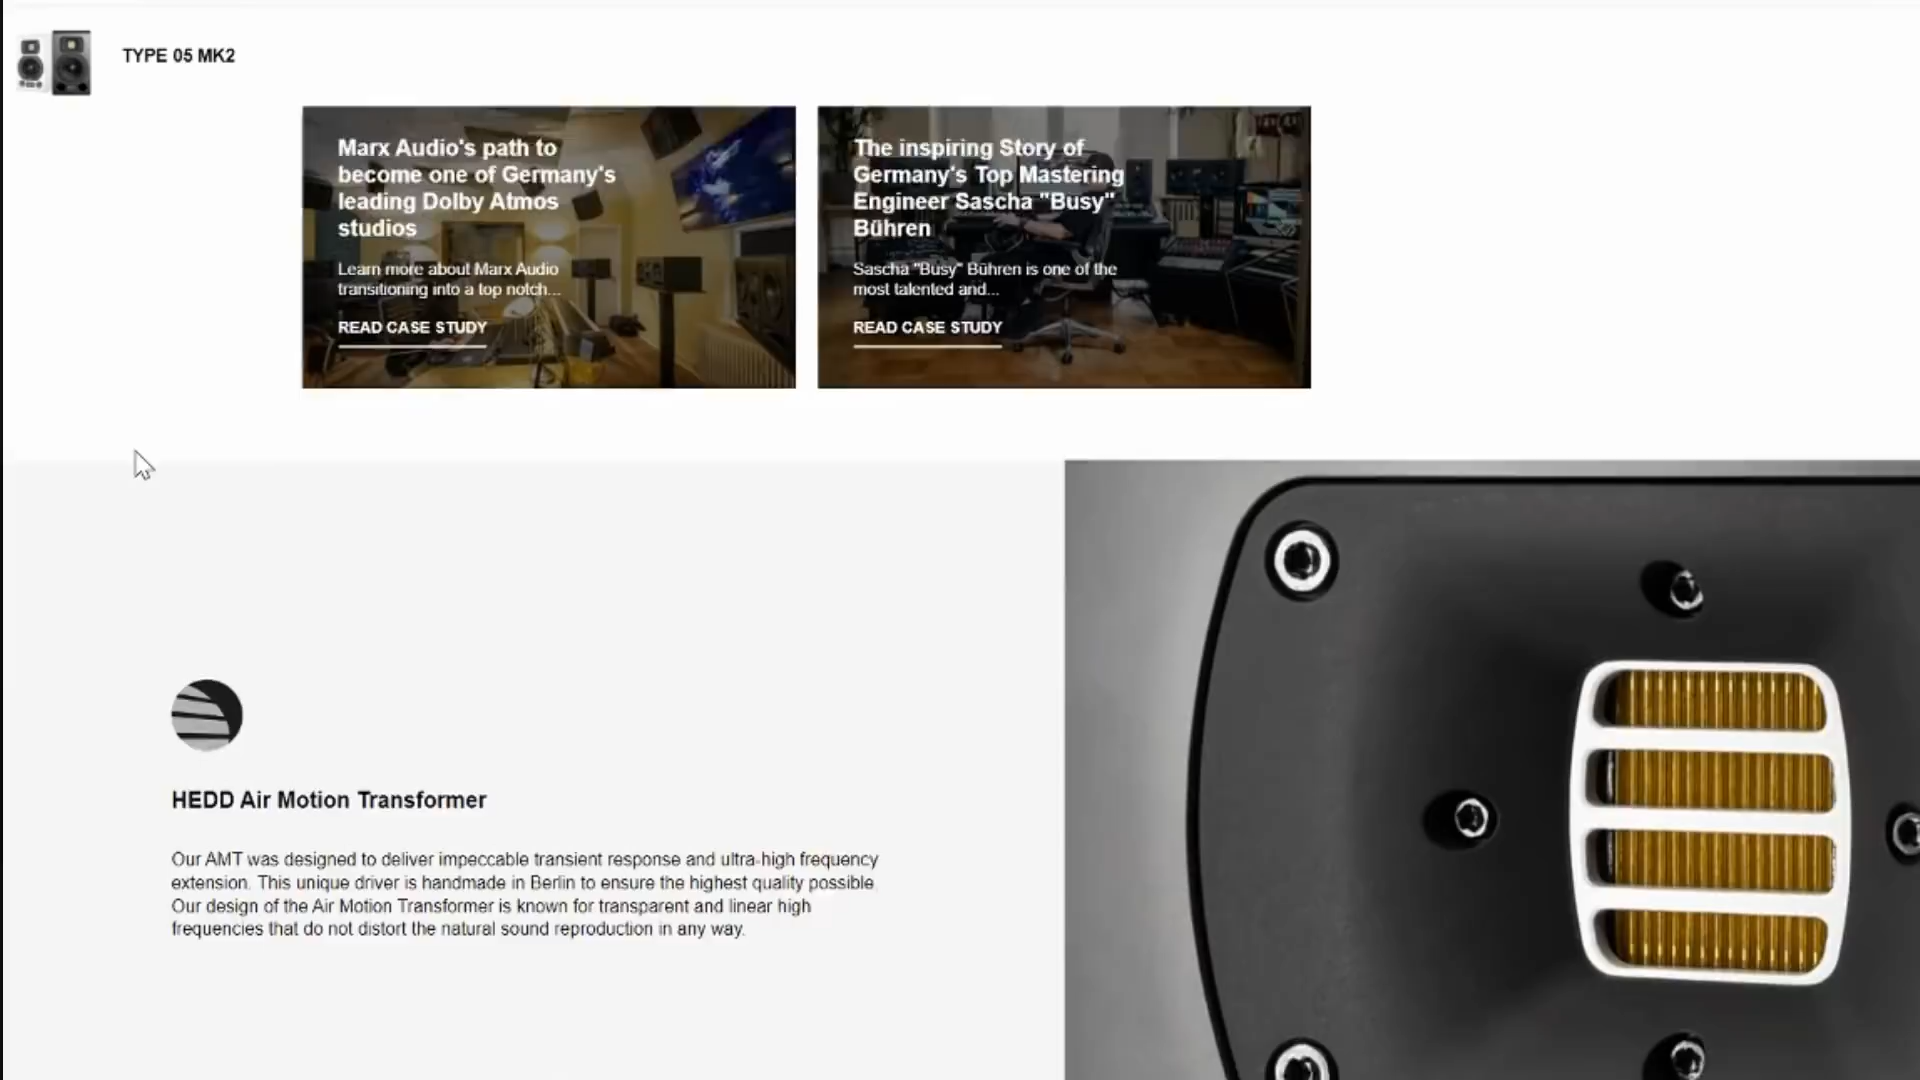 TYPE 05 MK2
Marx Audio's path to
become one of Germany's
leading Dolby Atmos
studios
Learn more about Marx Audio
transitioning into a top notch...
READ CASE STUDY
The inspiring Story of
Germany's Top Mastering
Engineer Sascha "Busy"
Bühren
Sascha "Busy" Bühren is one of the
most talented and...
READ CASE STUDY
HEDD Air Motion Transformer
Our AMT was designed to deliver impeccable transient response and ultra-high frequency
extension. This unique driver is handmade in Berlin to ensure the highest quality possible.
Our design of the Air Motion Transformer is known for transparent and linear high
frequencies that do not distort the natural sound reproduction in any way.